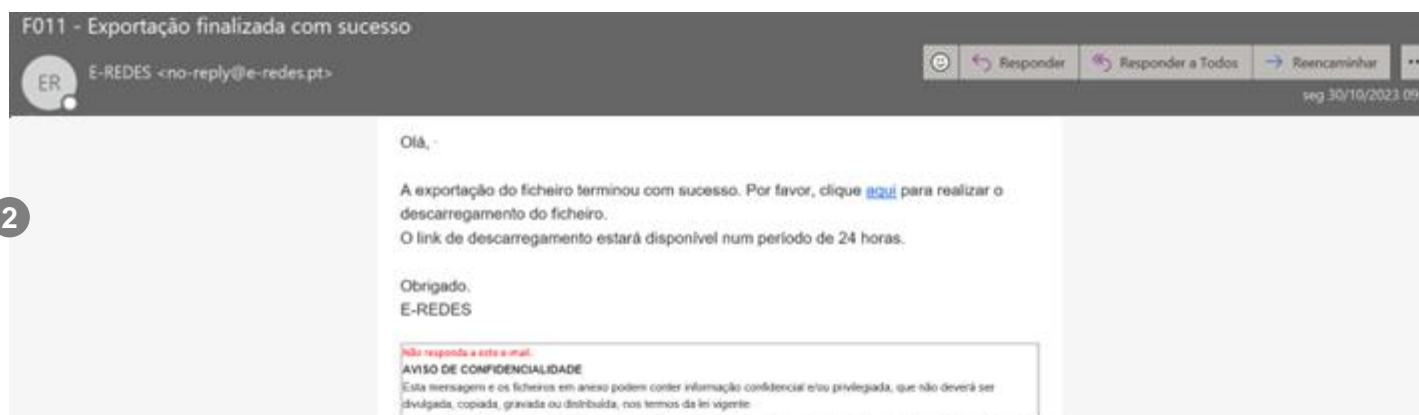 F011 - Exportação finalizada com sucesso
ER
E-REDES <no-reply@e-redes.pt>
Responder
Responder a Todos
Reencaminhar
seg 30/10/2023 09
Olá,
A exportação do ficheiro terminou com sucesso. Por favor, clique aqui para realizar o
descarregamento do ficheiro.
O link de descarregamento estará disponível num período de 24 horas.
2
Obrigado.
E-REDES
Não responda a este e-mail.
AVISO DE CONFIDENCIALIDADE
Esta mensagem e os ficheiros em anexo podem conter informação confidencial e/ou privilegiada, que não deverá ser
divulgada, copiada, gravada ou distribuída, nos termos da lei vigente